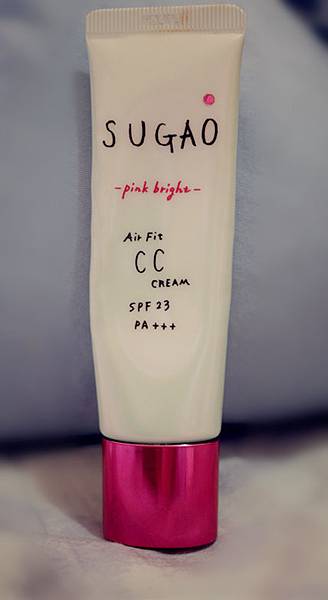 SUGAO
-pink bright-
Air Fit
CC
CREAM
SPF 23
PA+++